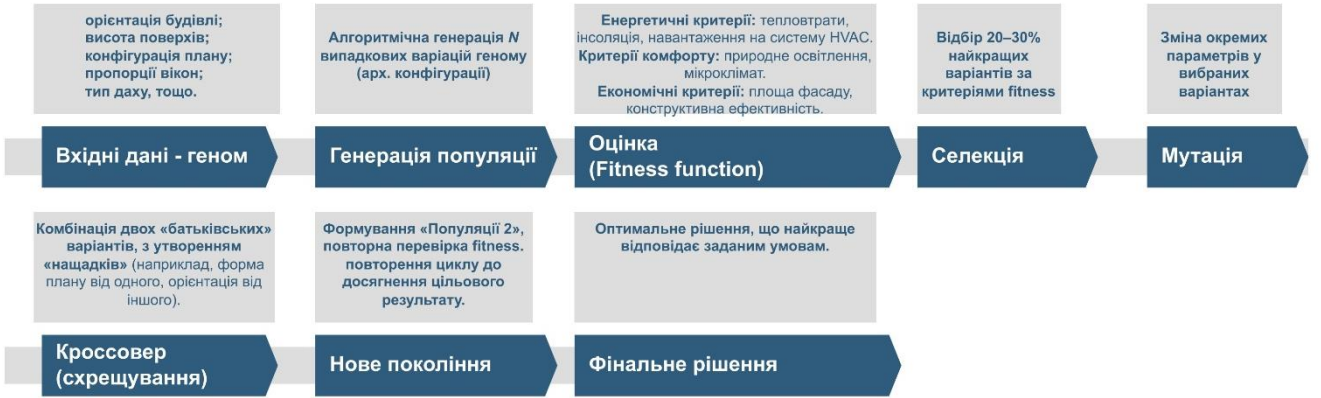 орієнтація будівлі;
висота поверхів;
конфігурація плану;
пропорції вікон;
тип даху, тощо.
Вхідні дані - геном
Алгоритмічна генерація N
випадкових варіацій геному
(арх. конфігурації)
Генерація популяції
Енергетичні критерії: тепловтрати,
інсоляція, навантаження на систему HVAC.
Критерії комфорту: природне освітлення,
мікроклімат.
Економічні критерії: площа фасаду,
конструктивна ефективність.
Оцінка
(Fitness function)
Відбір 20–30%
найкращих
варіантів за
критеріями fitness
Селекція
Зміна окремих
параметрів у
вибраних
варіантах
Мутація
Комбінація двох «батьківських»
варіантів, з утворенням
«нащадків» (наприклад, форма
плану від одного, орієнтація від
іншого).
Кроссовер
(схрещування)
Формування «Популяції 2»,
повторна перевірка fitness.
повторення циклу до
досягнення цільового
результату.
Нове покоління
Оптимальне рішення, що найкраще
відповідає заданим умовам.
Фінальне рішення